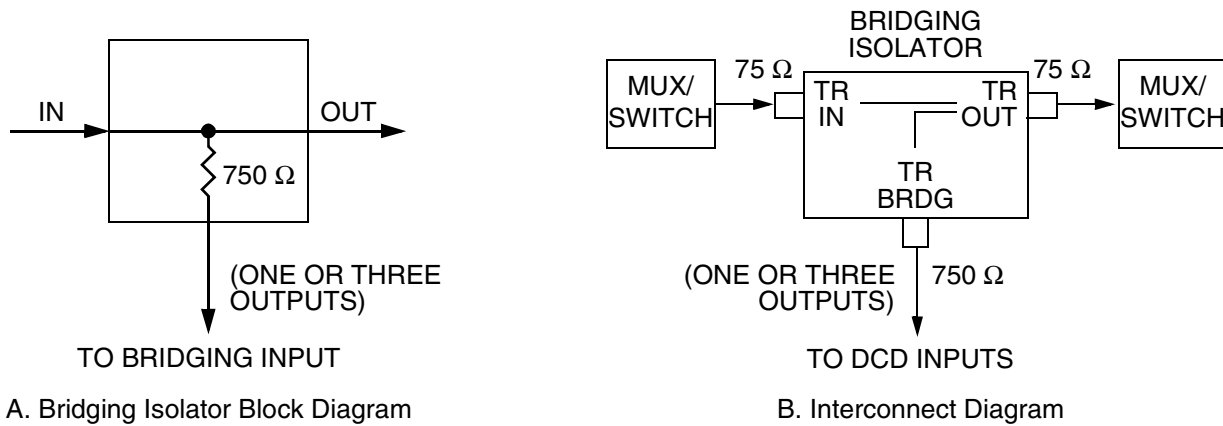 IN
OUT
750 Ω
(ONE OR THREE
OUTPUTS)
TO BRIDGING INPUT
A. Bridging Isolator Block Diagram
BRIDGING
ISOLATOR
MUX/
SWITCH
75 Ω
TR
IN
TR
OUT
75 Ω
MUX/
SWITCH
TR
BRDG
(ONE OR THREE
OUTPUTS)
750 Ω
TO DCD INPUTS
B. Interconnect Diagram